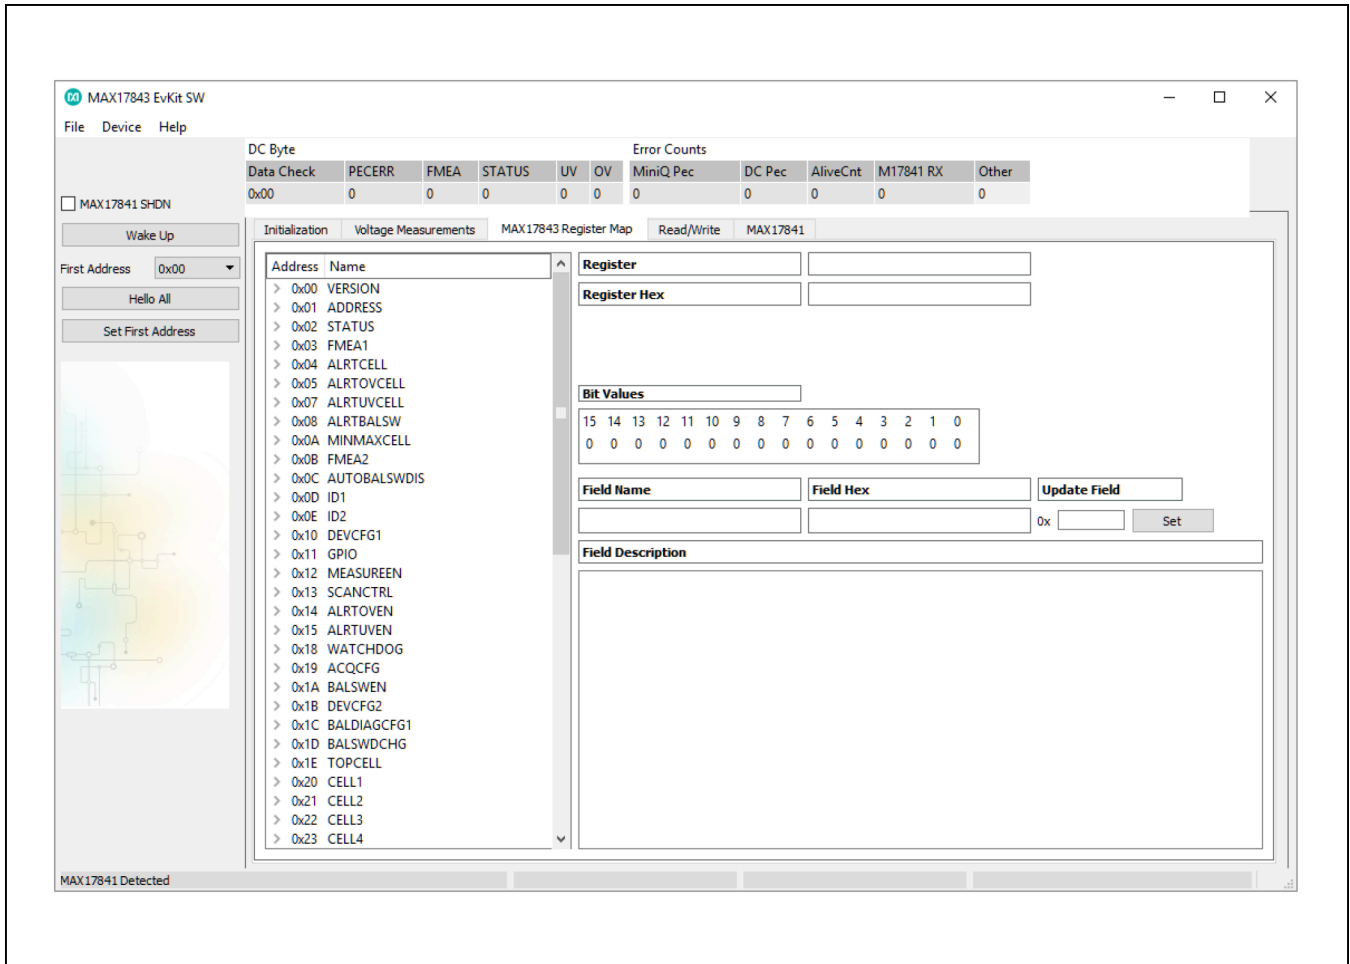 MAX17843 EvKit SW
File Device Help
DC Byte Error Counts
Data Check PECERR FMEA STATUS UV OV MiniQ Pec DC Pec AliveCnt M17841 RX Other
0x00 0 0 0 0 0 0 0 0 0 0
MAX17841 SHDN
Wake Up
First Address 0x00
Hello All
Set First Address
Initialization Voltage Measurements MAX17843 Register Map Read/Write MAX17841
Address Name
0x00 VERSION
0x01 ADDRESS
0x02 STATUS
0x03 FMEA1
0x04 ALRTCELL
0x05 ALRTOVCELL
0x07 ALRTUVCELL
0x08 ALRTBALSW
0x0A MINMAXCELL
0x0B FMEA2
0x0C AUTOBALSWDIS
0x0D ID1
0x0E ID2
0x10 DEVCFG1
0x11 GPIO
0x12 MEASUREEN
0x13 SCANCTRL
0x14 ALRTOVEN
0x15 ALRTUVEN
0x18 WATCHDOG
0x19 ACQCFG
0x1A BALSWEN
0x1B DEVCFG2
0x1C BALDIAGCFG1
0x1D BALSWDCHG
0x1E TOPCELL
0x20 CELL1
0x21 CELL2
0x22 CELL3
0x23 CELL4
Register
Register Hex
Bit Values
15 14 13 12 11 10 9 8 7 6 5 4 3 2 1 0
0 0 0 0 0 0 0 0 0 0 0 0 0 0 0 0
Field Name Field Hex Update Field
0x Set
Field Description
MAX17841 Detected